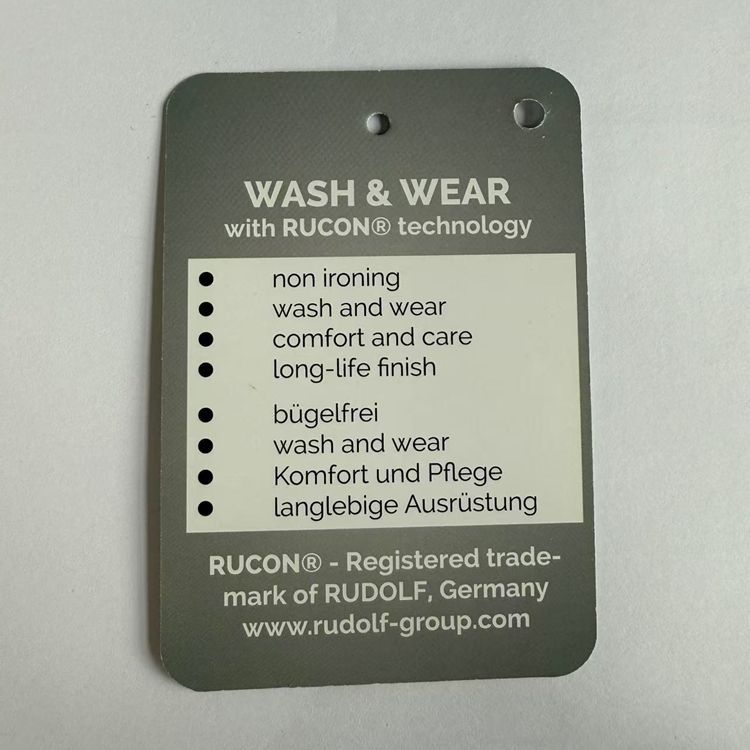 WASH & WEAR
with RUCON® technology
● non ironing
● wash and wear
● comfort and care
● long-life finish
● bügelfrei
● wash and wear
● Komfort und Pflege
● langlebige Ausrüstung
RUCON® - Registered trade-
mark of RUDOLF, Germany
www.rudolf-group.com